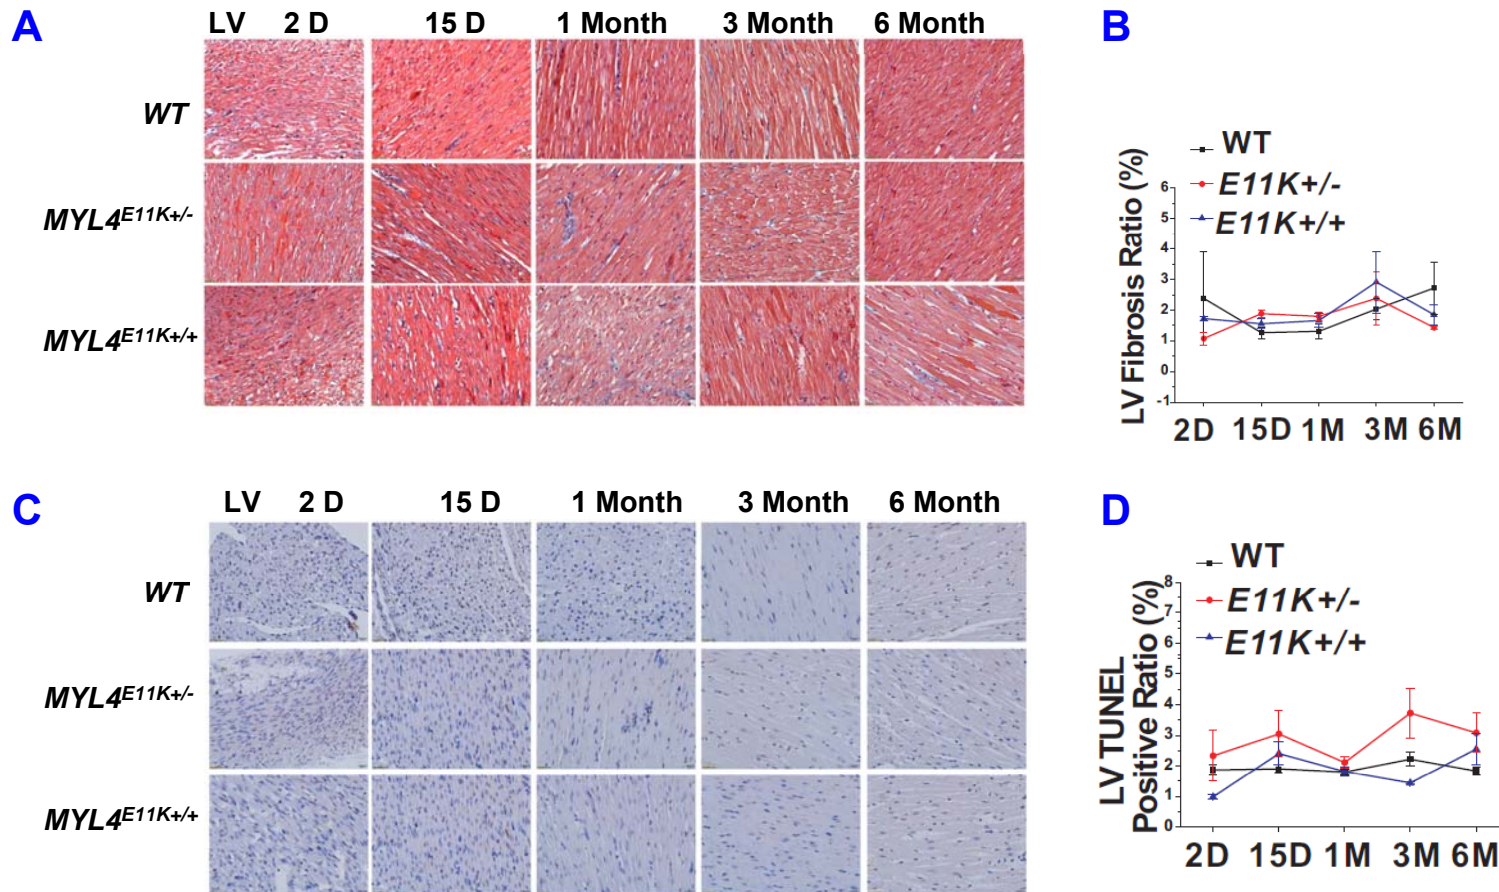 A
LV 2 D 15 D 1 Month 3 Month 6 Month
WT
MYL4E11K+/-
MYL4E11K+/+
B
WT
E11K+/-
E11K+/+
LV Fibrosis Ratio (%)
6
5
4
3
2
1
0
-1
2D 15D 1M 3M 6M
C
LV 2 D 15 D 1 Month 3 Month 6 Month
WT
MYL4E11K+/-
MYL4E11K+/+
D
WT
E11K+/-
E11K+/+
LV TUNEL
Positive Ratio (%)
8
7
6
5
4
3
2
1
0
2D 15D 1M 3M 6M